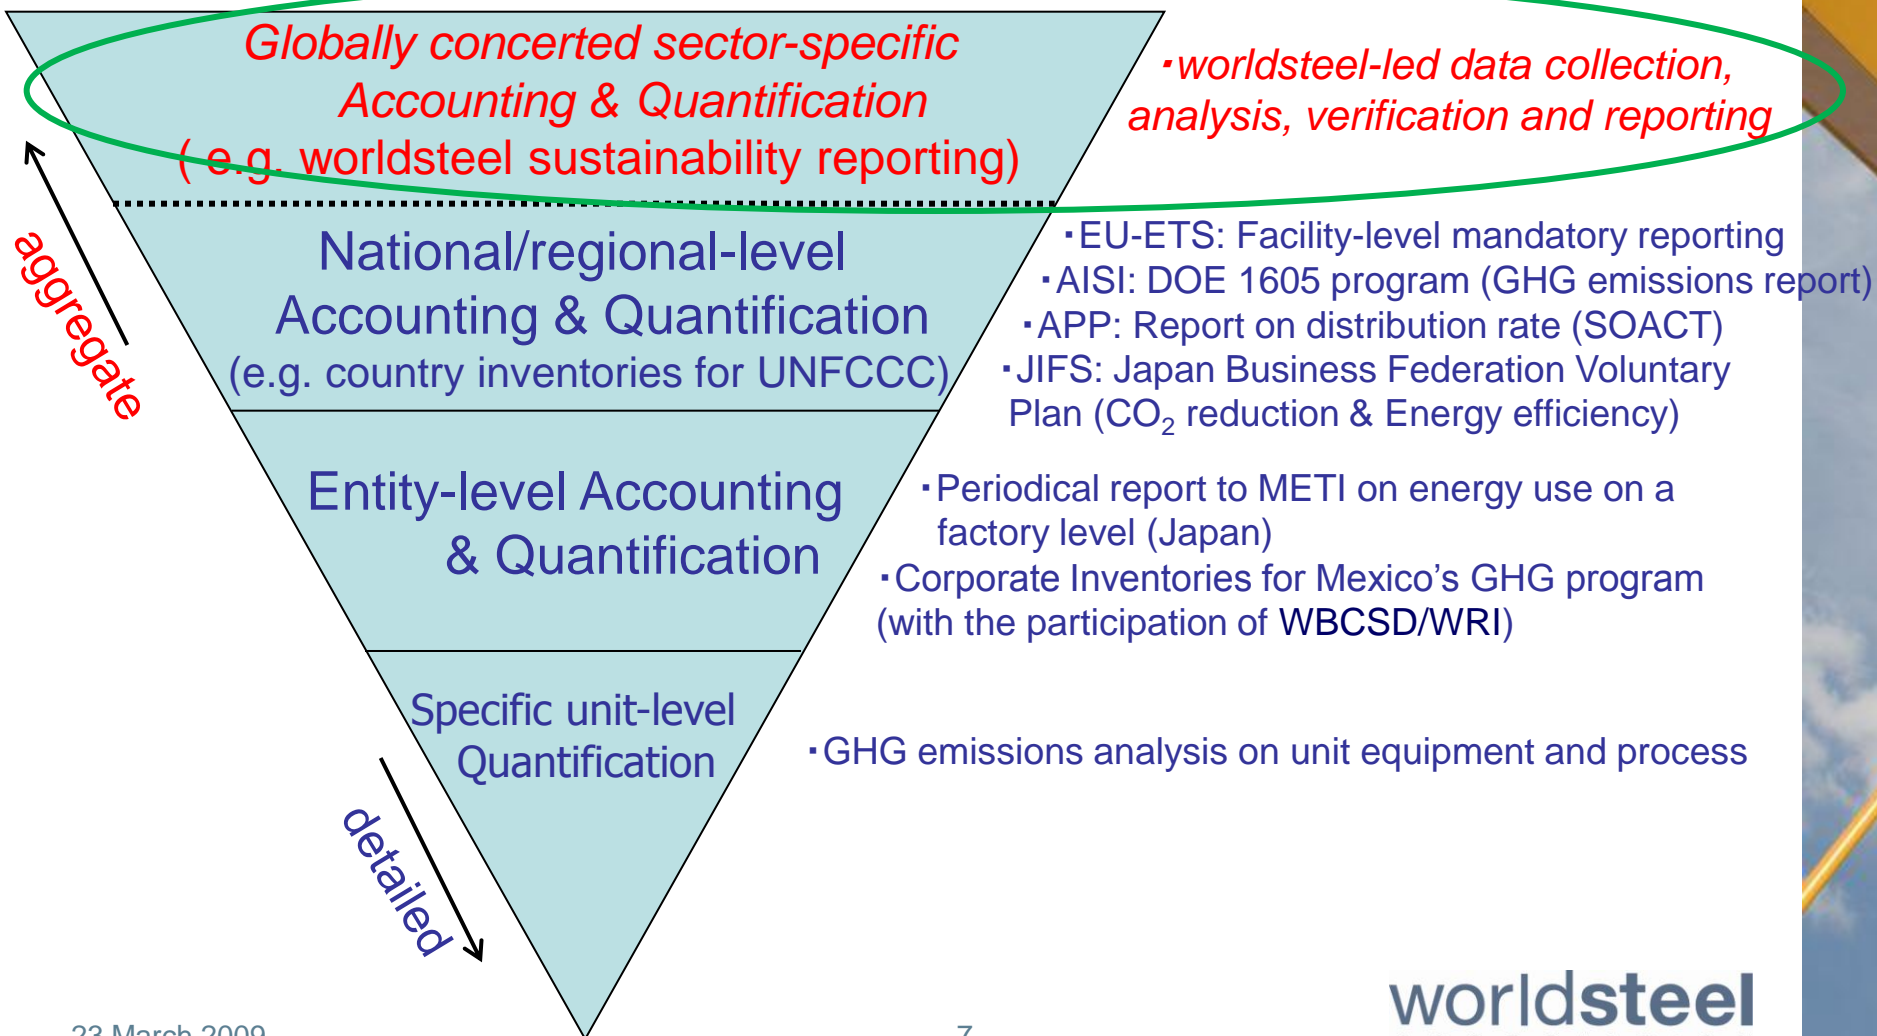 Globally concerted sector-specific
Accounting & Quantification
( e.g. worldsteel sustainability reporting)
・worldsteel-led data collection,
analysis, verification and reporting
aggregate
National/regional-level
Accounting & Quantification
(e.g. country inventories for UNFCCC)
・EU-ETS: Facility-level mandatory reporting
・AISI: DOE 1605 program (GHG emissions report)
・APP: Report on distribution rate (SOACT)
・JIFS: Japan Business Federation Voluntary
Plan (CO₂ reduction & Energy efficiency)
Entity-level Accounting
& Quantification
・Periodical report to METI on energy use on a
factory level (Japan)
・Corporate Inventories for Mexico’s GHG program
(with the participation of WBCSD/WRI)
Specific unit-level
Quantification
・GHG emissions analysis on unit equipment and process
detailed
23 March 2009
7
worldsteel